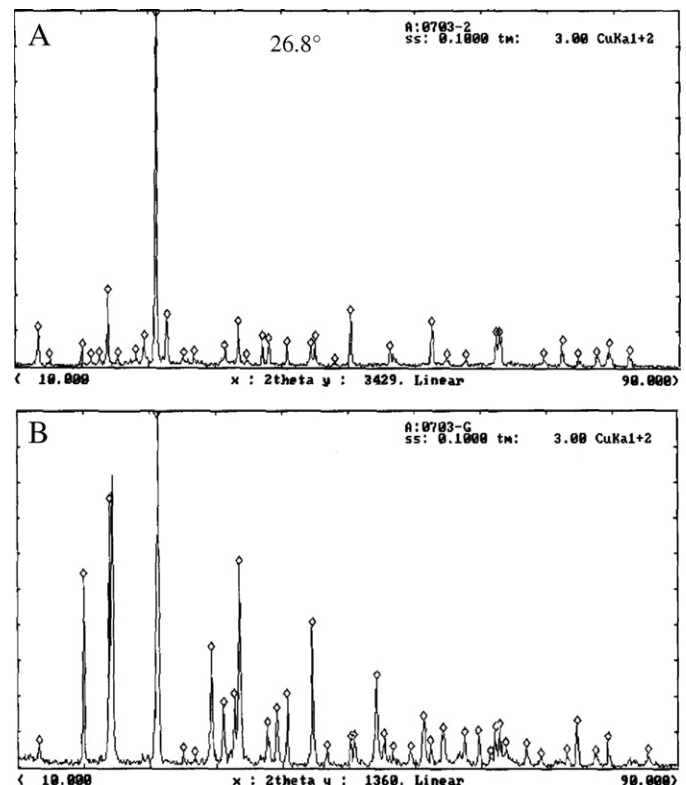 A
26.8°
A:0703-2
ss: 0.1000 tm: 3.00 CuKa1+2
< 10.000 x : 2theta y : 3429. Linear 90.000>
B
A:0703-G
ss: 0.1000 tm: 3.00 CuKa1+2
< 10.000 x : 2theta y : 1360. Linear 90.000>